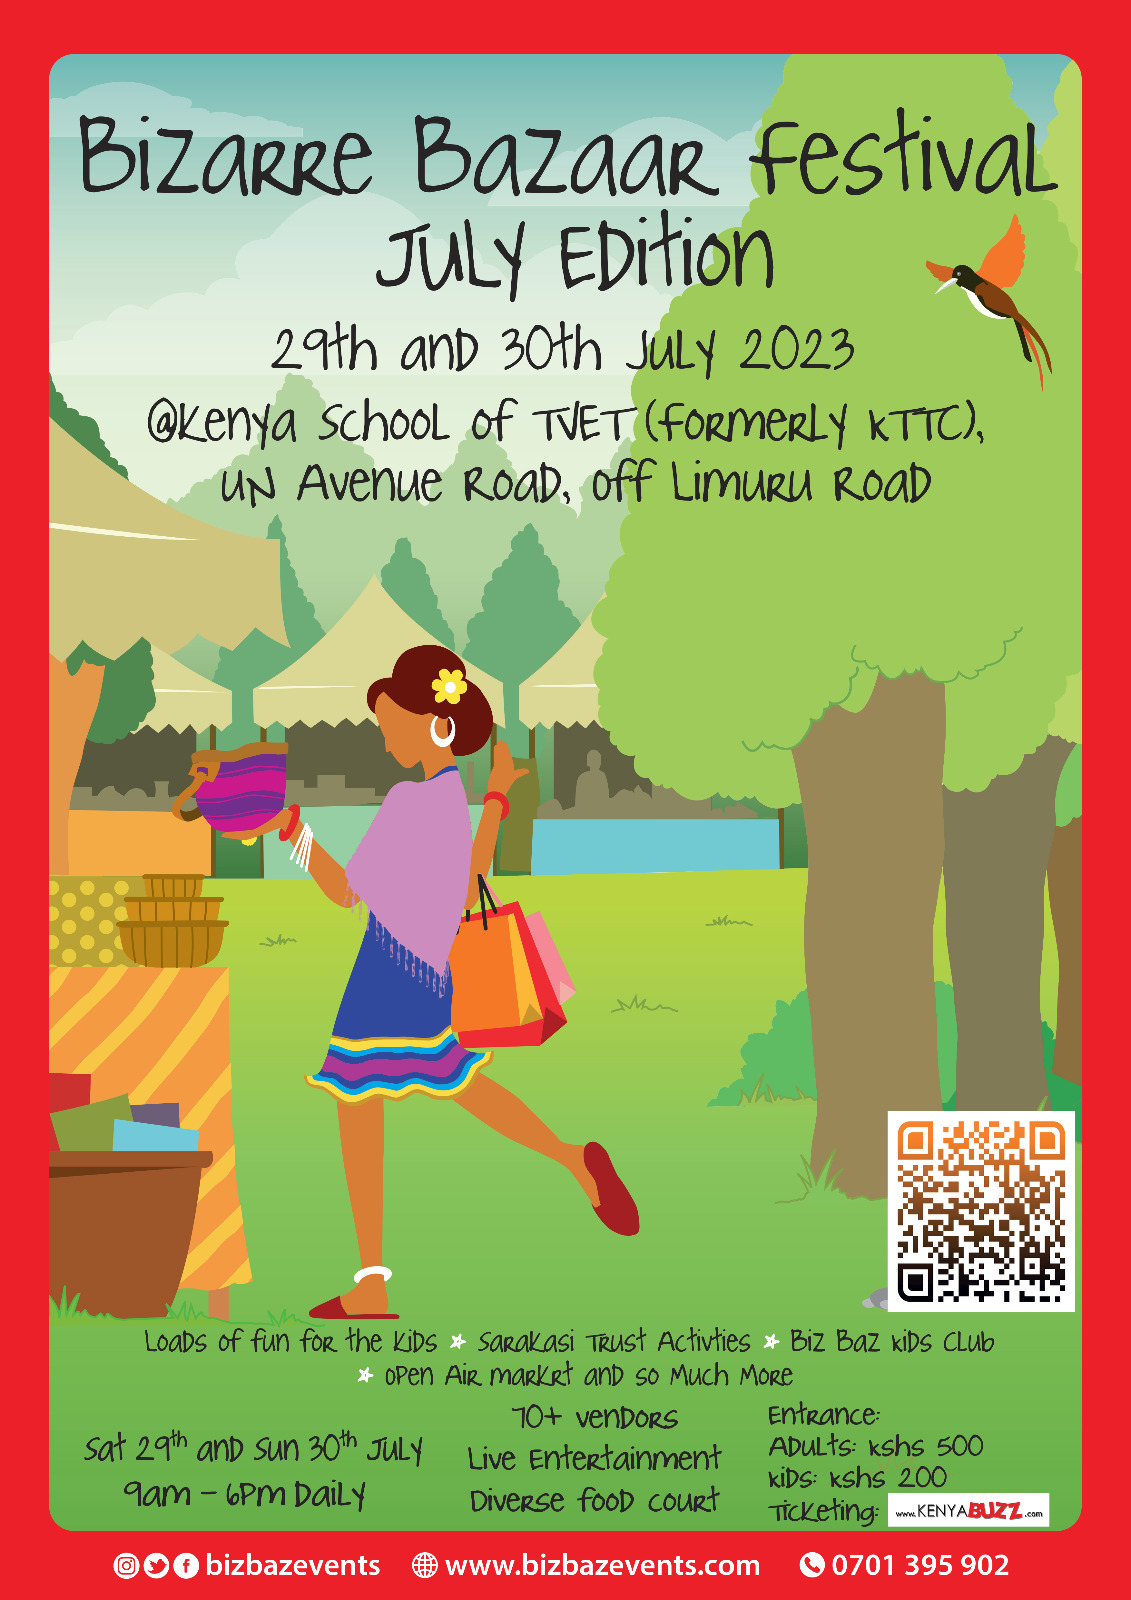 Bizarre Bazaar Festival
July Edition
29th and 30th July 2023
@Kenya School of TVET (formerly KTTC),
UN Avenue Road, off Limuru Road
Loads of fun for the kids ★ Sarakasi Trust Activties ★ Biz Baz Kids Club
★ Open Air markrt and so much more
Sat 29th and Sun 30th July
9am – 6pm Daily
70+ vendors
Live Entertainment
Diverse food court
Entrance:
Adults: kshs 500
kids: kshs 200
Ticketing: www.KENYABUZZ.com
bizbazevents www.bizbazevents.com 0701 395 902